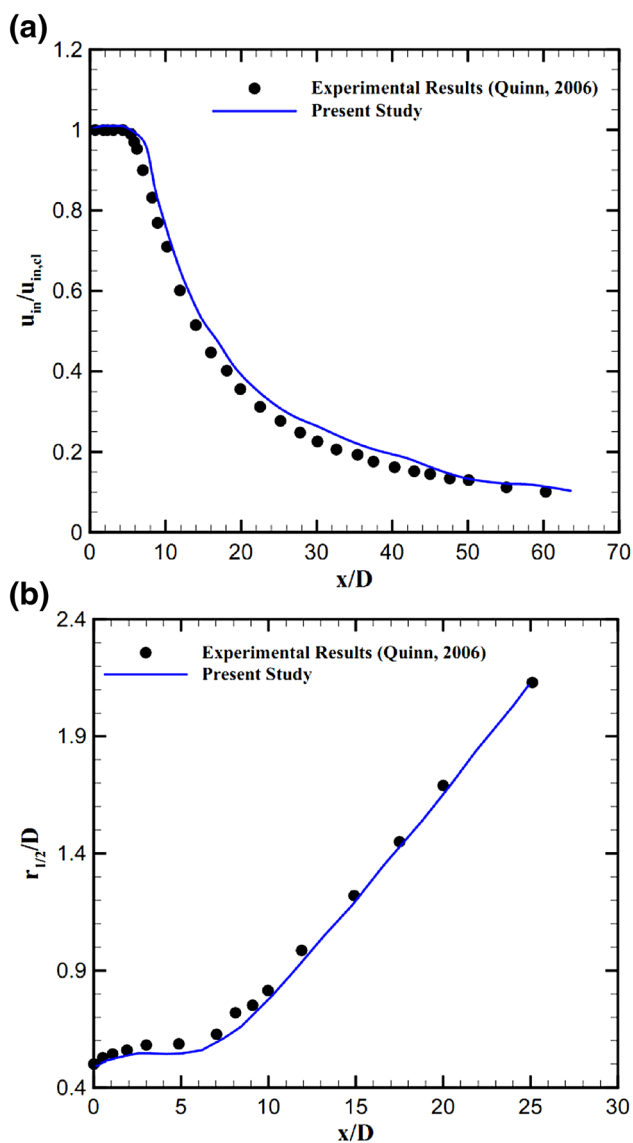 (a)
1.2
1
0.8
0.6
0.4
0.2
0
u_in/u_in,cl
Experimental Results (Quinn, 2006)
Present Study
0 10 20 30 40 50 60 70
x/D
(b)
2.4
1.9
1.4
0.9
0.4
r_1/2/D
Experimental Results (Quinn, 2006)
Present Study
0 5 10 15 20 25 30
x/D